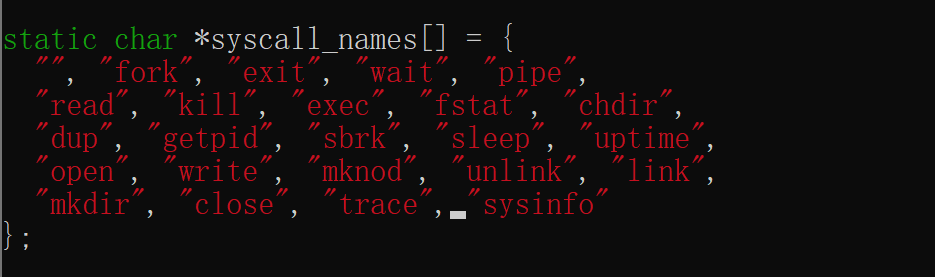 static char *syscall_names[] = {
  "", "fork", "exit", "wait", "pipe",
  "read", "kill", "exec", "fstat", "chdir",
  "dup", "getpid", "sbrk", "sleep", "uptime",
  "open", "write", "mknod", "unlink", "link",
  "mkdir", "close", "trace", "sysinfo"
};